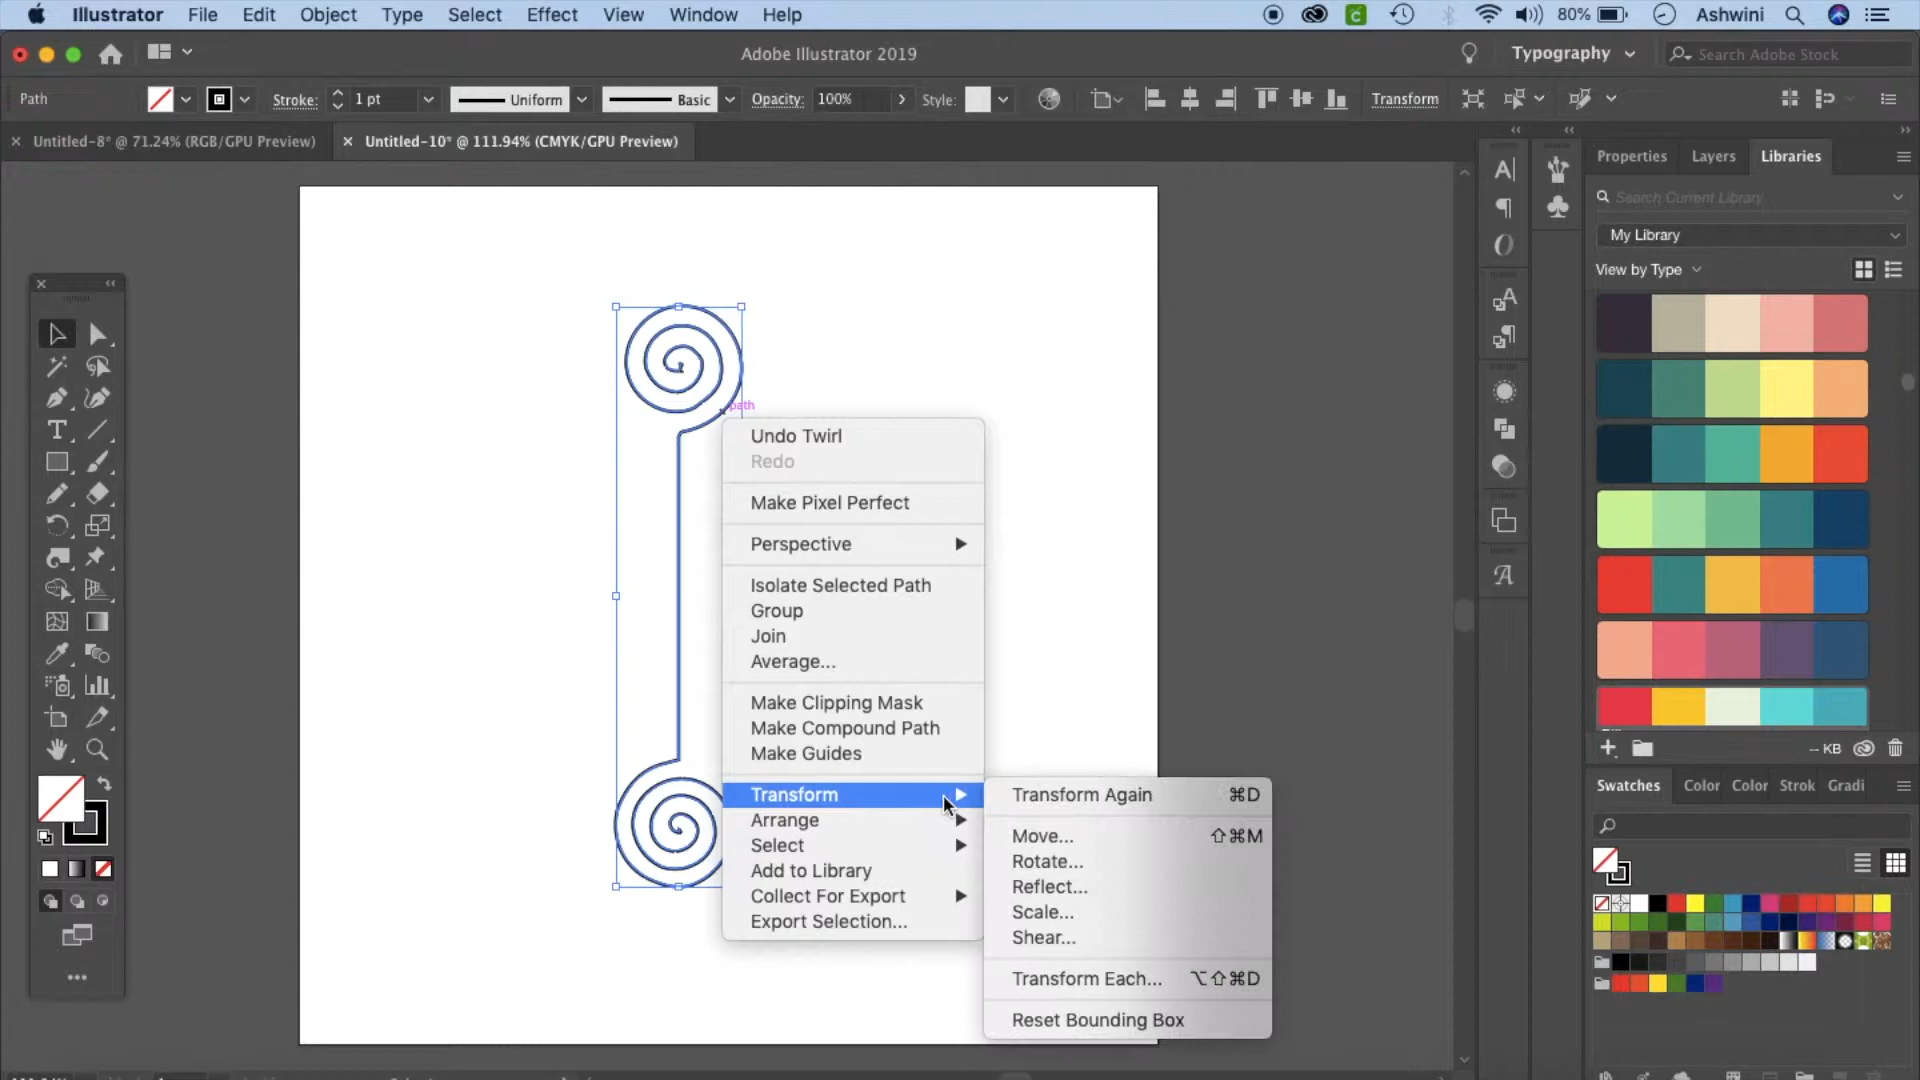 Illustrator File Edit Object Type Select Effect View Window Help 80% Ashwini
Adobe Illustrator 2019 Typography Search Adobe Stock
Path Stroke: 1 pt Uniform Basic Opacity: 100% Style: Transform
Untitled-8* @ 71.24% (RGB/GPU Preview) Untitled-10* @ 111.94% (CMYK/GPU Preview)
Properties Layers Libraries
Search Current Library
My Library
View by Type
path
Undo Twirl
Redo
Make Pixel Perfect
Perspective
Isolate Selected Path
Group
Join
Average...
Make Clipping Mask
Make Compound Path
Make Guides
Transform
Arrange
Select
Add to Library
Collect For Export
Export Selection...
Transform Again ⌘D
Move... ⇧⌘M
Rotate...
Reflect...
Scale...
Shear...
Transform Each... ⌥⇧⌘D
Reset Bounding Box
-- KB
Swatches Color Color Strok Gradi